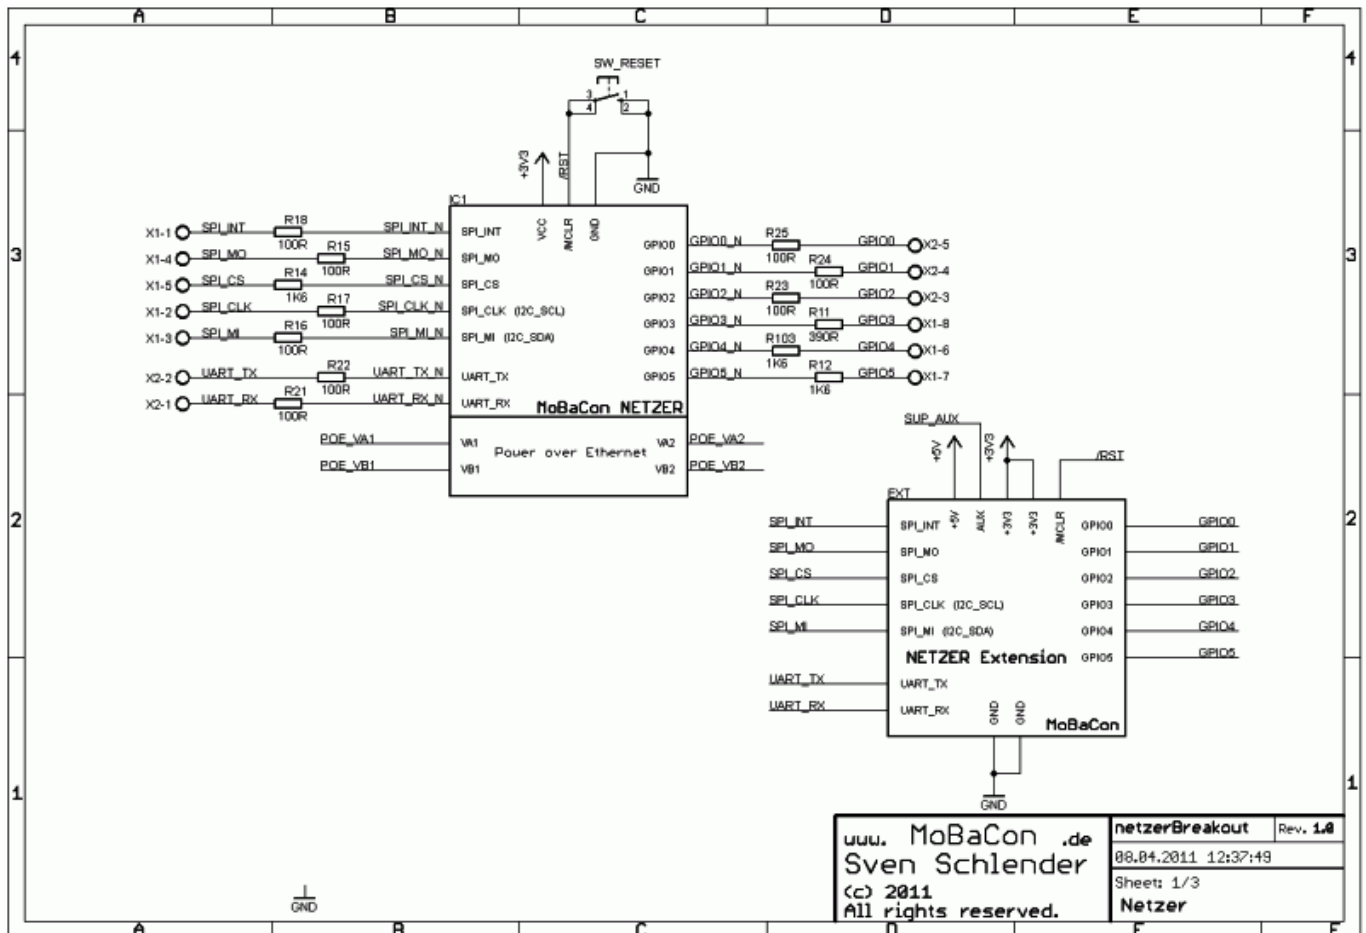 A B C D E F
4 4
SW_RESET
3 1
4 2
+3V3 /RST
GND
IC1
3 3
VCC /MCLR GND
X1-1 SPI_INT R18 100R SPI_INT_N SPI_INT
X1-4 SPI_MO R15 100R SPI_MO_N SPI_MO
X1-5 SPI_CS R14 1K6 SPI_CS_N SPI_CS
X1-2 SPI_CLK R17 100R SPI_CLK_N SPI_CLK (I2C_SCL)
X1-3 SPI_MI R16 100R SPI_MI_N SPI_MI (I2C_SDA)
X2-2 UART_TX R22 100R UART_TX_N UART_TX
X2-1 UART_RX R21 100R UART_RX_N UART_RX
GPIO0 GPIO0_N R25 100R GPIO0 X2-5
GPIO1 GPIO1_N R24 100R GPIO1 X2-4
GPIO2 GPIO2_N R23 100R GPIO2 X2-3
GPIO3 GPIO3_N R11 390R GPIO3 X1-8
GPIO4 GPIO4_N R103 1K6 GPIO4 X1-6
GPIO5 GPIO5_N R12 1K6 GPIO5 X1-7
MoBaCon NETZER
POE_VA1 VA1 VA2 POE_VA2
Power over Ethernet
POE_VB1 VB1 VB2 POE_VB2
SUP_AUX
+5V +3V3 /RST
EXT
2 2
+5V AUX +3V3 +3V3 /MCLR
SPI_INT SPI_INT GPIO0 GPIO0
SPI_MO SPI_MO GPIO1 GPIO1
SPI_CS SPI_CS GPIO2 GPIO2
SPI_CLK SPI_CLK (I2C_SCL) GPIO3 GPIO3
SPI_MI SPI_MI (I2C_SDA) GPIO4 GPIO4
NETZER Extension GPIO5 GPIO5
UART_TX UART_TX
UART_RX UART_RX
GND GND
MoBaCon
1 1
GND
GND
www. MoBaCon .de
Sven Schlender
(c) 2011
All rights reserved.
netzerBreakout Rev. 1.0
08.04.2011 12:37:49
Sheet: 1/3
Netzer
A B C D E F